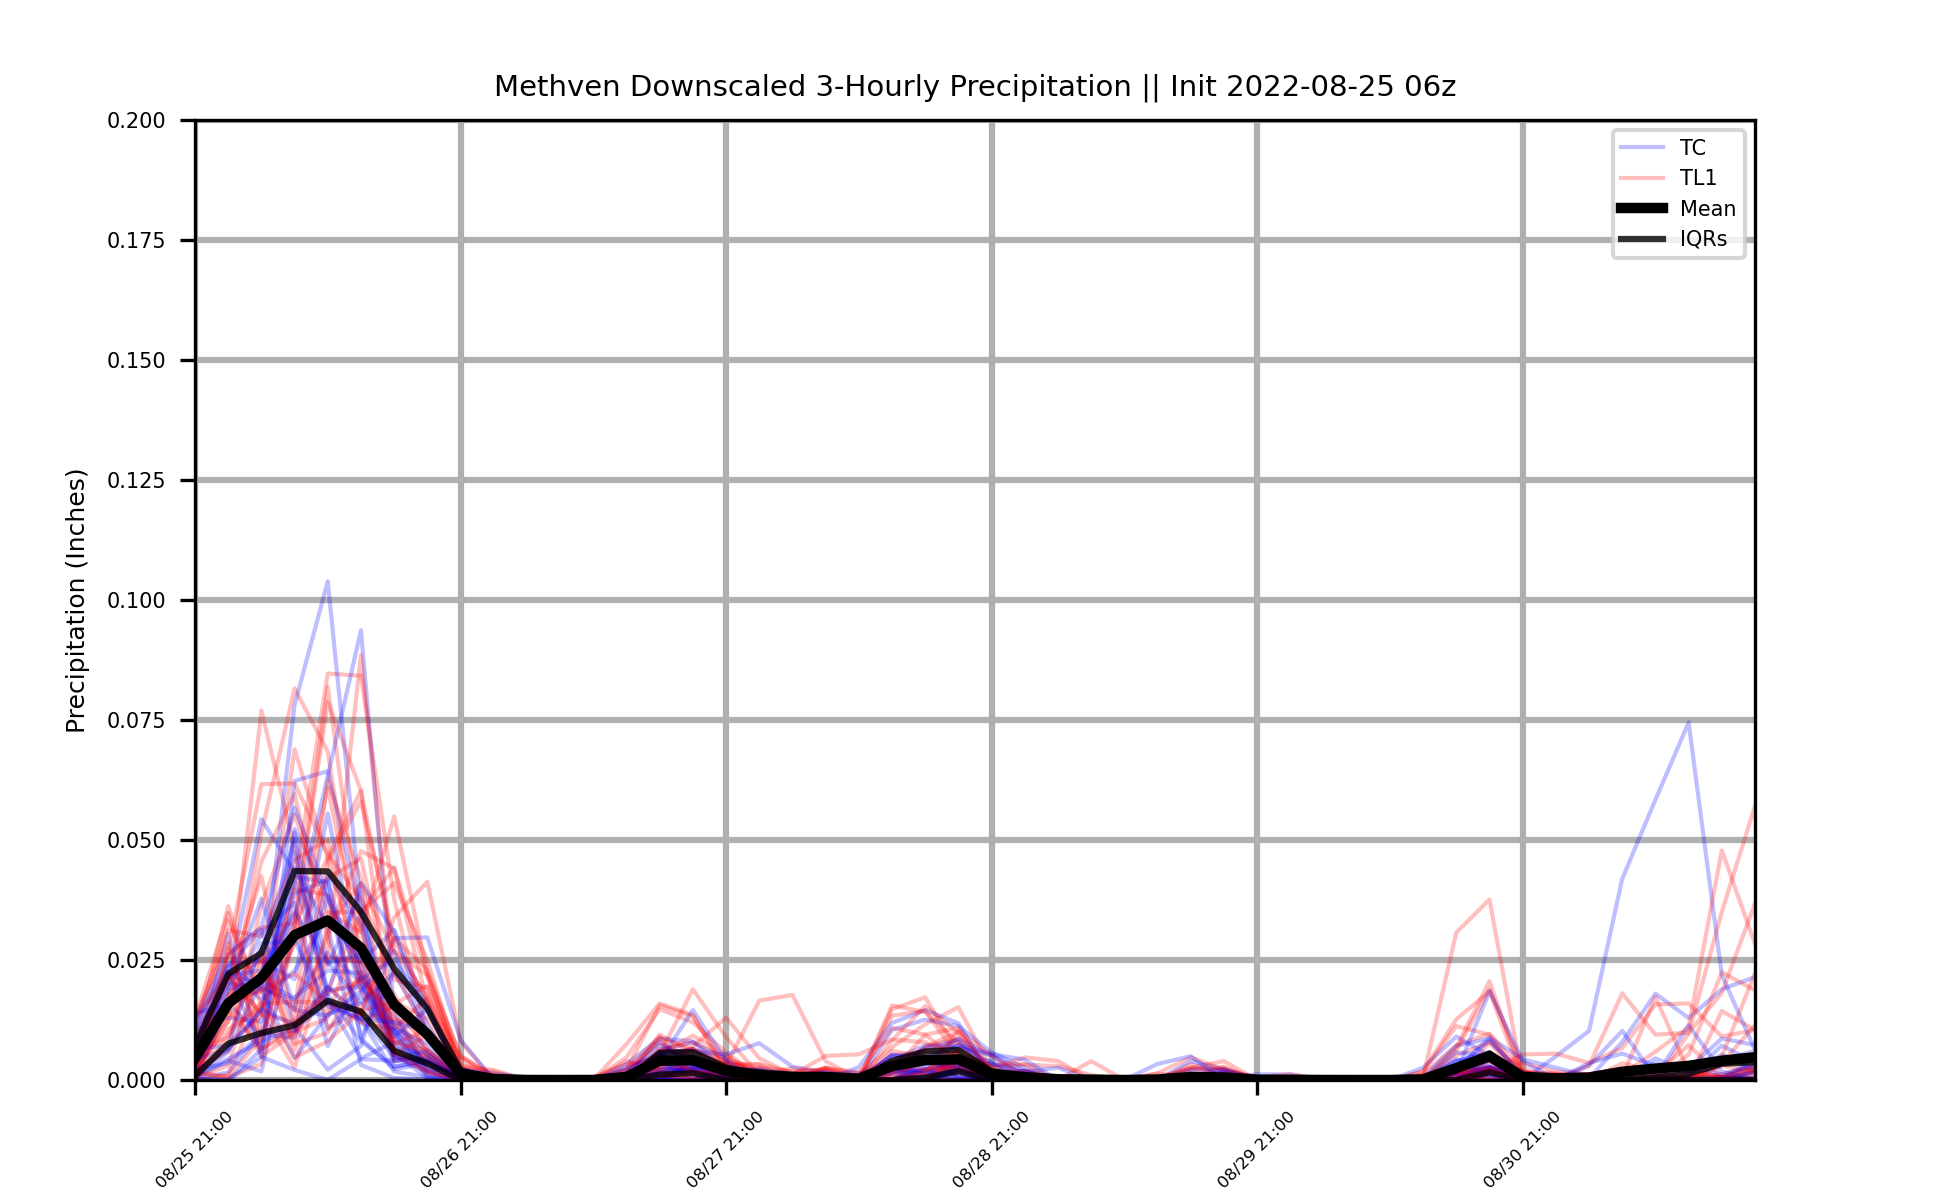 Methven Downscaled 3-Hourly Precipitation || Init 2022-08-25 06z
TC
TL1
Mean
IQRs
Precipitation (Inches)
0.200
0.175
0.150
0.125
0.100
0.075
0.050
0.025
0.000
08/25 21:00
08/26 21:00
08/27 21:00
08/28 21:00
08/29 21:00
08/30 21:00